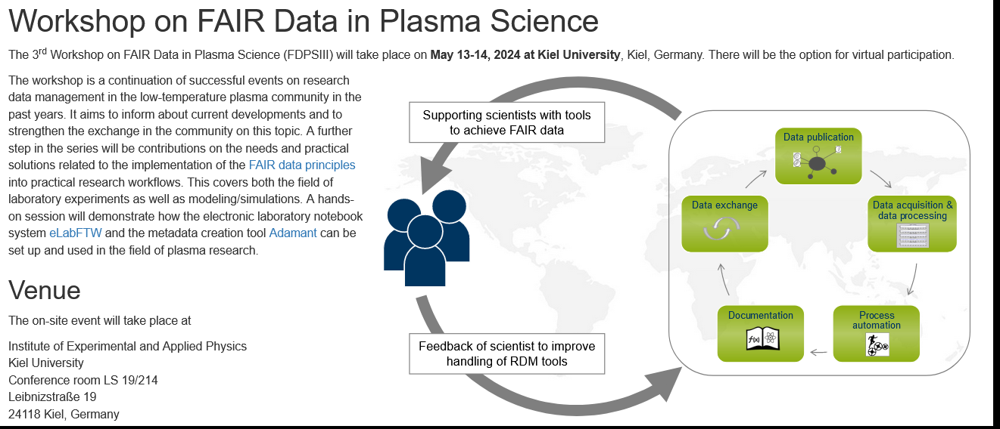 Workshop on FAIR Data in Plasma Science
The 3rd Workshop on FAIR Data in Plasma Science (FDPSIII) will take place on May 13-14, 2024 at Kiel University, Kiel, Germany. There will be the option for virtual participation.
The workshop is a continuation of successful events on research
data management in the low-temperature plasma community in the
past years. It aims to inform about current developments and to
strengthen the exchange in the community on this topic. A further
step in the series will be contributions on the needs and practical
solutions related to the implementation of the FAIR data principles
into practical research workflows. This covers both the field of
laboratory experiments as well as modeling/simulations. A hands-
on session will demonstrate how the electronic laboratory notebook
system eLabFTW and the metadata creation tool Adamant can be
set up and used in the field of plasma research.
Venue
The on-site event will take place at
Institute of Experimental and Applied Physics
Kiel University
Conference room LS 19/214
Leibnizstraße 19
24118 Kiel, Germany
Supporting scientists with tools
to achieve FAIR data
Feedback of scientist to improve
handling of RDM tools
Data publication
Data acquisition &
data processing
Process
automation
Documentation
f(x)
Data exchange